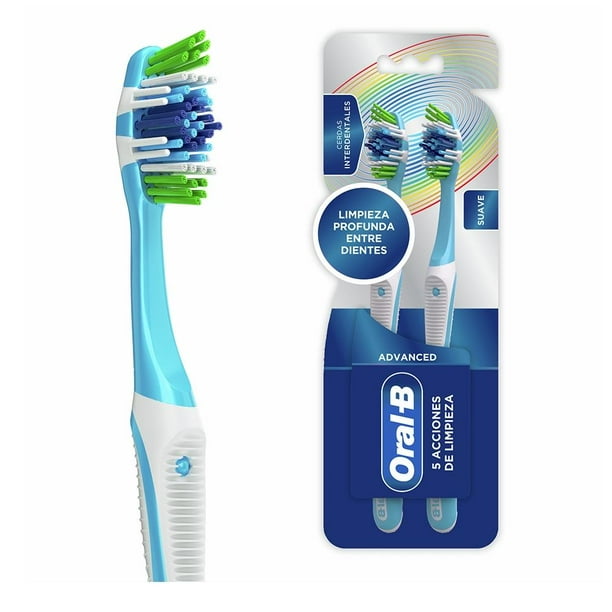 CERDAS
INTERDENTALES
SUAVE
LIMPIEZA
PROFUNDA
ENTRE
DIENTES
ADVANCED
Oral-B
5 ACCIONES
DE LIMPIEZA